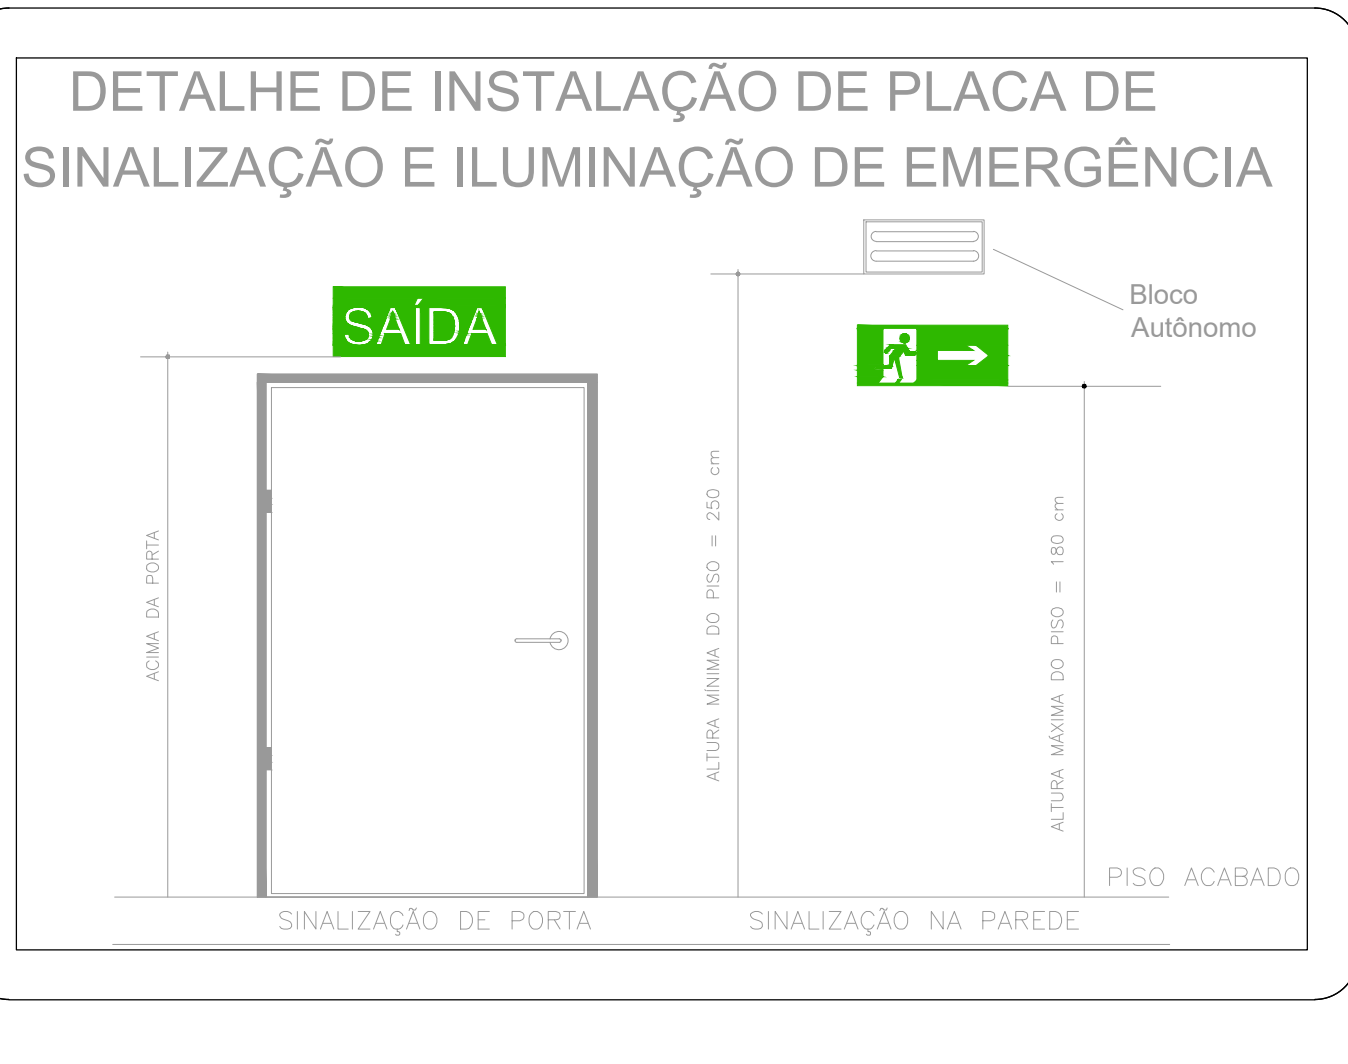 DETALHE DE INSTALAÇÃO DE PLACA DE
SINALIZAÇÃO E ILUMINAÇÃO DE EMERGÊNCIA
SAÍDA
Bloco
Autônomo
ACIMA DA PORTA
ALTURA MÍNIMA DO PISO = 250 cm
ALTURA MÁXIMA DO PISO = 180 cm
PISO ACABADO
SINALIZAÇÃO DE PORTA
SINALIZAÇÃO NA PAREDE